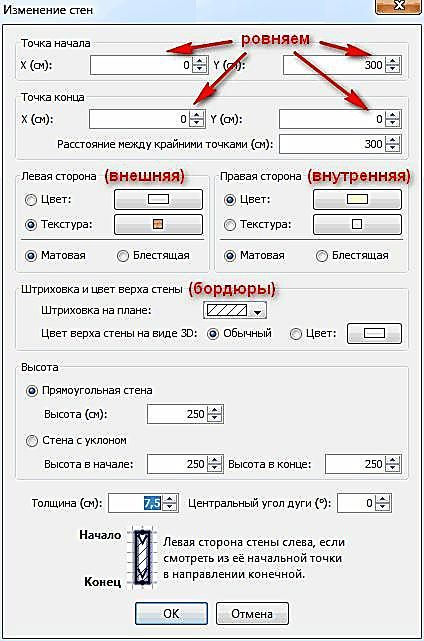 Изменение стен
Точка начала ровняем
X (см): 0 Y (см): 300
Точка конца
X (см): 0 Y (см): 0
Расстояние между крайними точками (см): 300
Левая сторона (внешняя) Правая сторона (внутренняя)
Цвет: Цвет:
Текстура: Текстура:
Матовая Блестящая Матовая Блестящая
Штриховка и цвет верха стены (бордюры)
Штриховка на плане:
Цвет верха стены на виде 3D: Обычный Цвет:
Высота
Прямоугольная стена
Высота (см): 250
Стена с уклоном
Высота в начале: 250 Высота в конце: 250
Толщина (см): 7,5 Центральный угол дуги (°): 0
Начало
Левая сторона стены слева, если
смотреть из её начальной точки
в направлении конечной.
Конец
OK Отмена